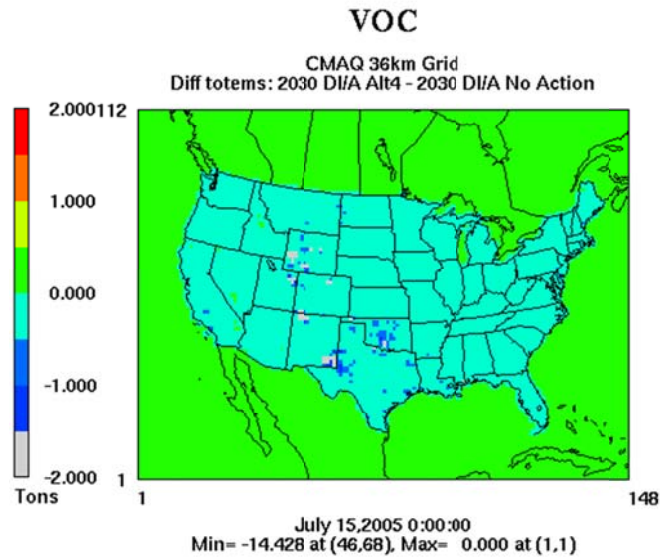 VOC
CMAQ 36km Grid
Diff totems: 2030 DI/A Alt4 - 2030 DI/A No Action
2.000
1.000
0.000
-1.000
-2.000
Tons
112
1
1
148
July 15,2005 0:00:00
Min= -14.428 at (46,68), Max= 0.000 at (1,1)